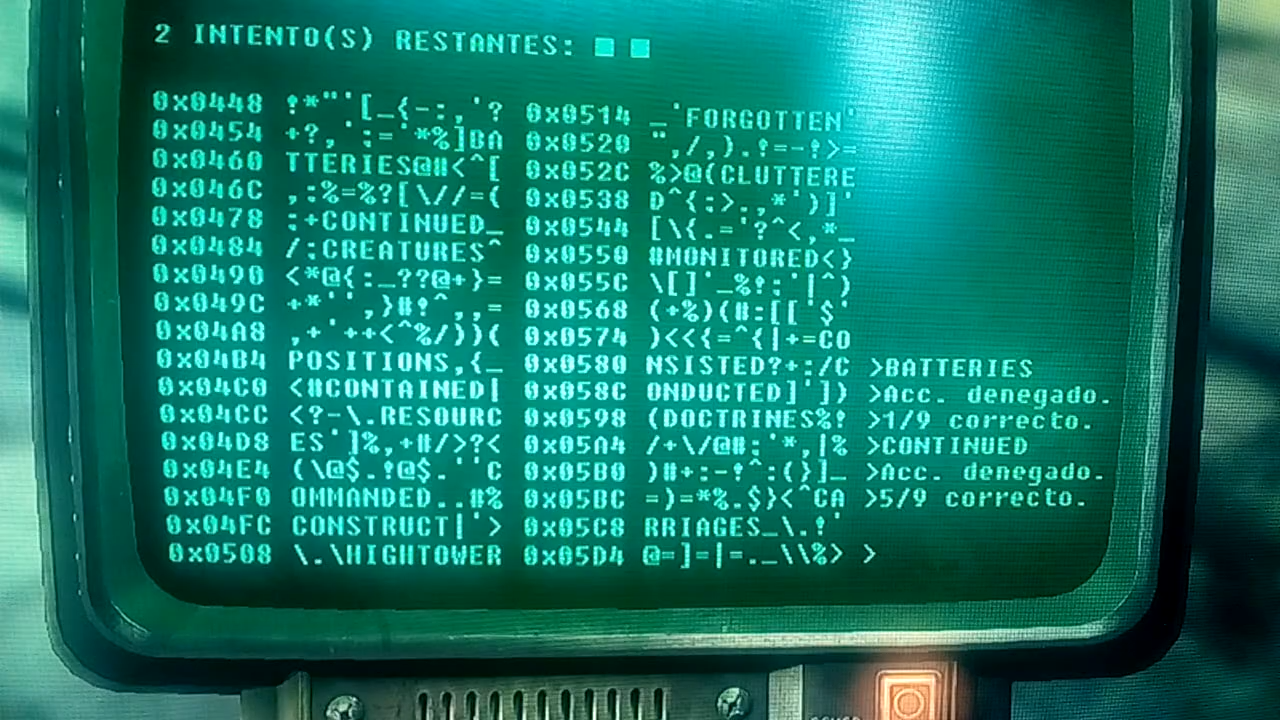 2 INTENTO(S) RESTANTES: ■ ■
0x0448 !*"'[_{-:,'? 0x0514 _'FORGOTTEN'
0x0454 +?,':='*%]BA 0x0520 ",/,).!=-!>=
0x0460 TTERIES@#<^[ 0x052C %>@(CLUTTERE
0x046C ,:%=%?[\//=( 0x0538 D^{:>.,*')]'
0x0478 :+CONTINUED_ 0x0544 [\{.='?^<,*_
0x0484 /:CREATURES^ 0x0550 #MONITORED<}
0x0490 <*@{:_??@+}= 0x055C \[]'_%!:'|^)
0x049C +*'',}#!^,,= 0x0568 (+%)(#:[['$'
0x04A8 ,+'++<^%/))( 0x0574 )<<{=^{|+=CO
0x04B4 POSITIONS,{_ 0x0580 NSISTED?+:/C >BATTERIES
0x04C0 <#CONTAINED[ 0x058C ONDUCTED]']) >Acc. denegado.
0x04CC <?-\.RESOURC 0x0598 (DOCTRINES%! >1/9 correcto.
0x04D8 ES']%,+#/>?< 0x05A4 /+\/@#:'*,|% >CONTINUED
0x04E4 (\@$.!@$.''C 0x05B0 )#+:-!^:(}]_ >Acc. denegado.
0x04F0 OMMANDED..#% 0x05BC =)=*%.$}<^CA >5/9 correcto.
0x04FC CONSTRUCT|'> 0x05C8 RRIAGES_\.!'
0x0508 \.\HIGHTOWER 0x05D4 @=]=|=._\\%> >